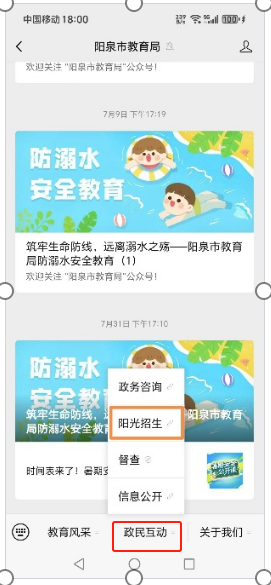 中国移动 18:00
阳泉市教育局
欢迎关注“阳泉市教育局”公众号！
7月9日 下午17:19
防溺水
安全教育
筑牢生命防线，远离溺水之殇——阳泉市教育
局防溺水安全教育（1）
欢迎关注“阳泉市教育局”公众号！
7月31日 下午17:10
防溺水
筑牢生命防线，远
阳泉市教育
局防溺水安全教
时间表来了！暑期安
政务咨询
阳光招生
督查
信息公开
教育风采
政民互动
关于我们